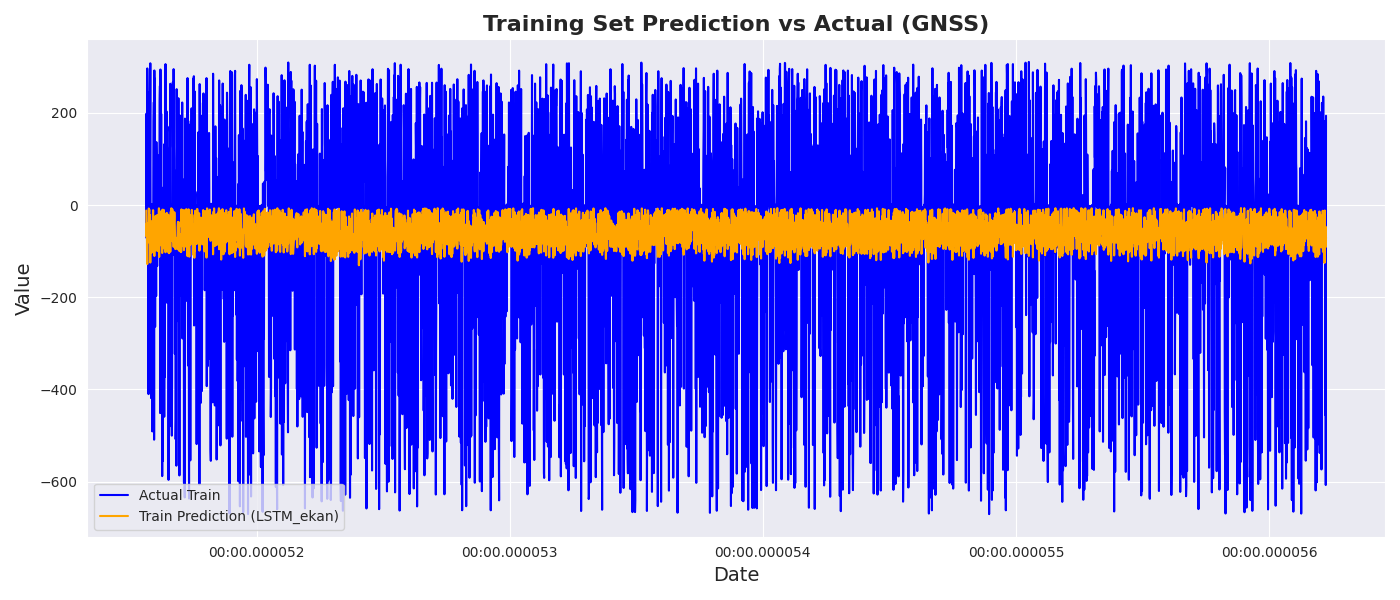 Training Set Prediction vs Actual (GNSS)
Value
200
0
−200
−400
−600
Actual Train
Train Prediction (LSTM_ekan)
00:00.000052
00:00.000053
00:00.000054
00:00.000055
00:00.000056
Date